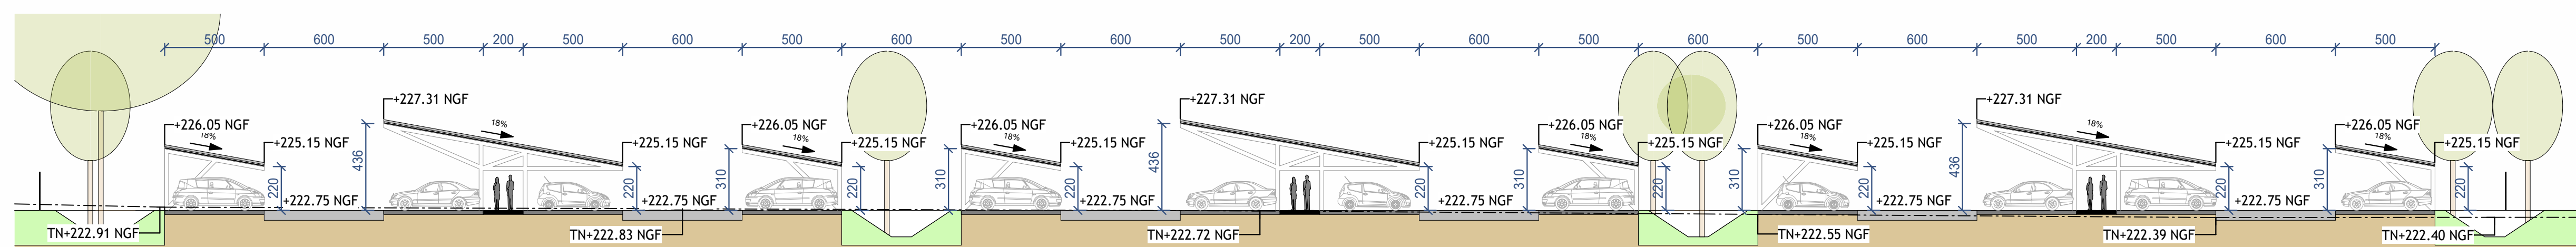 500 600 500 200 500 600 500 600 500 600 500 200 500 600 500 600 500 600 500 200 500 600 500
+227.31 NGF +227.31 NGF +227.31 NGF
18% 18% 18%
+226.05 NGF +226.05 NGF +226.05 NGF +226.05 NGF +226.05 NGF +226.05 NGF
18% 18% 18% 18% 18% 18%
+225.15 NGF +225.15 NGF +225.15 NGF +225.15 NGF +225.15 NGF +225.15 NGF +225.15 NGF +225.15 NGF +225.15 NGF
436 436 436
220 220 310 220 310 220 220 310 220 310 220 220 310 220
+222.75 NGF +222.75 NGF +222.75 NGF +222.75 NGF +222.75 NGF +222.75 NGF
TN+222.91 NGF TN+222.83 NGF TN+222.72 NGF TN+222.55 NGF TN+222.39 NGF TN+222.40 NGF